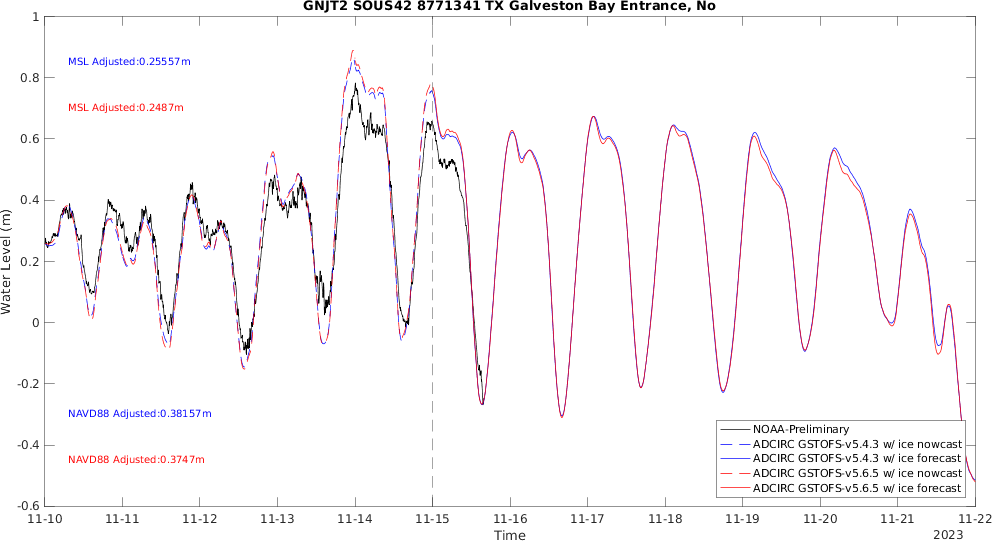 GNJT2 SOUS42 8771341 TX Galveston Bay Entrance, No
MSL Adjusted:0.25557m
MSL Adjusted:0.2487m
NAVD88 Adjusted:0.38157m
NAVD88 Adjusted:0.3747m
Water Level (m)
1
0.8
0.6
0.4
0.2
0
-0.2
-0.4
-0.6
NOAA-Preliminary
ADCIRC GSTOFS-v5.4.3 w/ ice nowcast
ADCIRC GSTOFS-v5.4.3 w/ ice forecast
ADCIRC GSTOFS-v5.6.5 w/ ice nowcast
ADCIRC GSTOFS-v5.6.5 w/ ice forecast
11-10 11-11 11-12 11-13 11-14 11-15 11-16 11-17 11-18 11-19 11-20 11-21 11-22
Time
2023